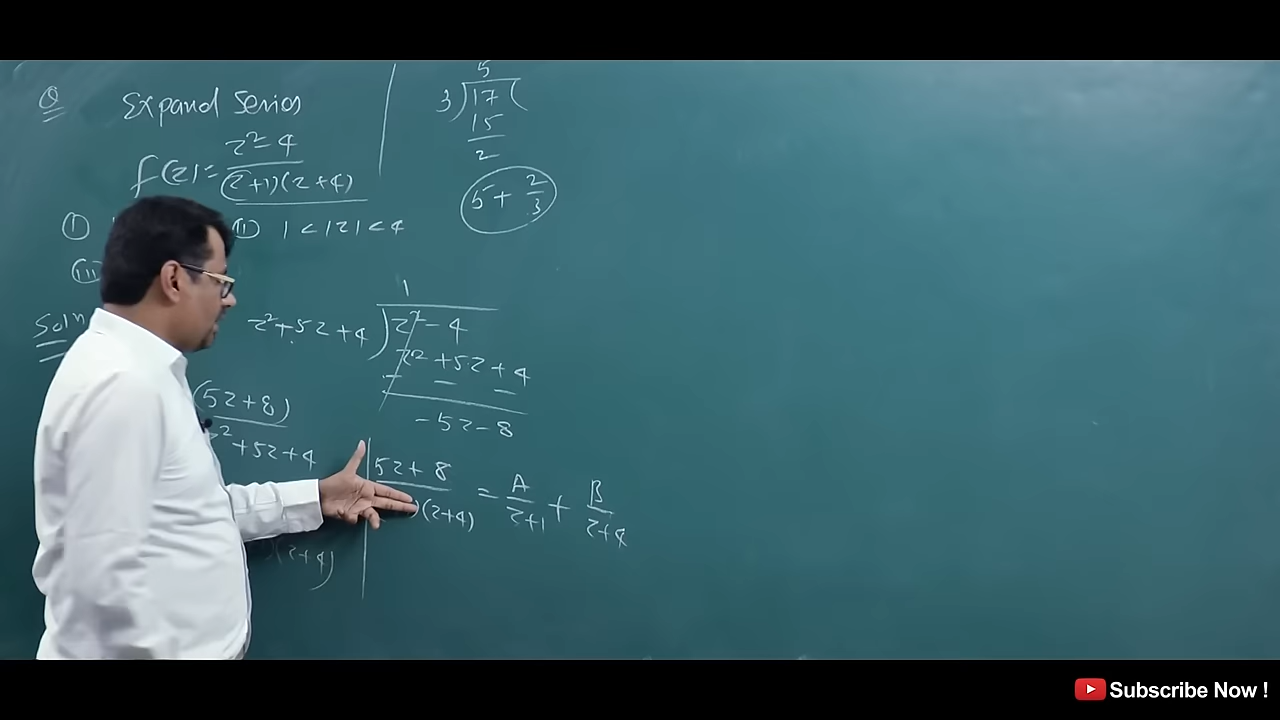 Q Expand Series
f(z) = z²-4
(z+1)(z+4)
(I) (II) 1<|z|<4
(III)
Soln
5
3)17(
15
2
5+2/3
1
z²+5z+4)z²-4
z²+5z+4
- - -
-5z-8
(5z+8)
z²+5z+4
(z+4)
5z+8 = A + B
)(z+4) z+1 z+4
Subscribe Now !